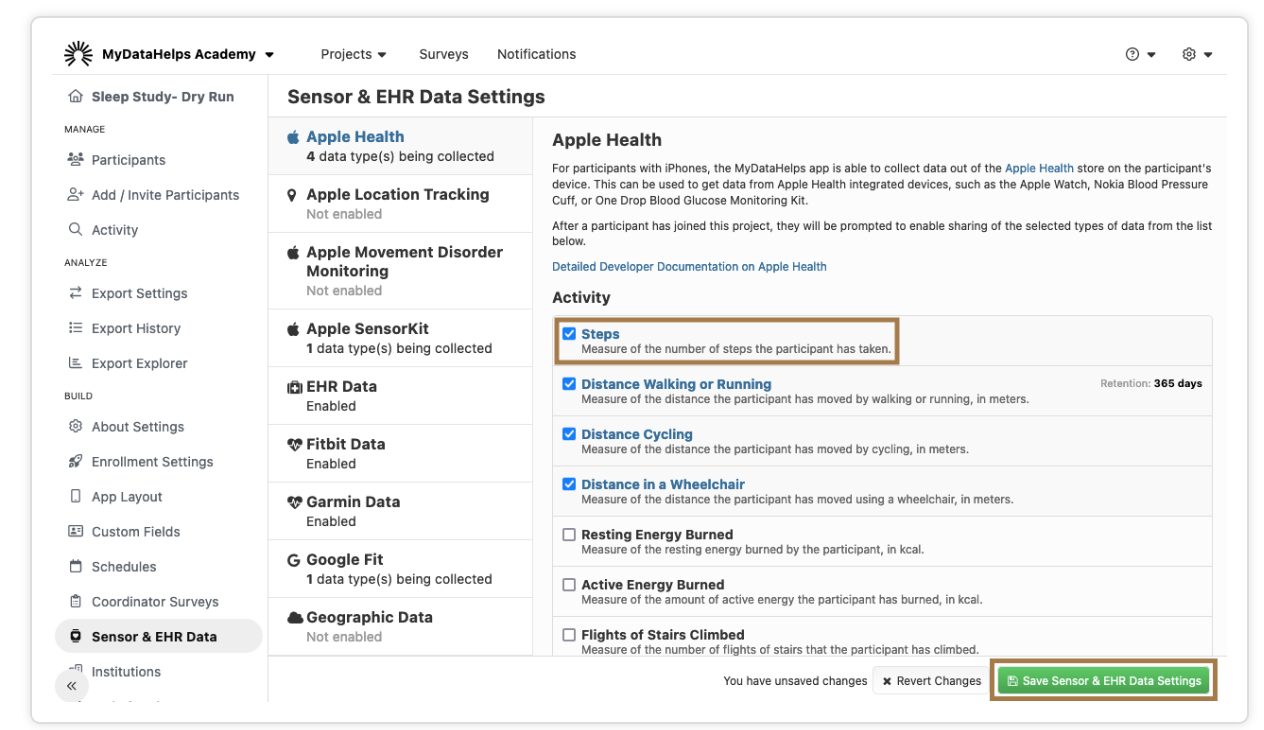 MyDataHelps Academy
Projects
Surveys
Notifications
Sleep Study- Dry Run
MANAGE
Participants
Add / Invite Participants
Activity
ANALYZE
Export Settings
Export History
Export Explorer
BUILD
About Settings
Enrollment Settings
App Layout
Custom Fields
Schedules
Coordinator Surveys
Sensor & EHR Data
Institutions
Sensor & EHR Data Settings
Apple Health
4 data type(s) being collected
Apple Location Tracking
Not enabled
Apple Movement Disorder
Monitoring
Not enabled
Apple SensorKit
1 data type(s) being collected
EHR Data
Enabled
Fitbit Data
Enabled
Garmin Data
Enabled
Google Fit
1 data type(s) being collected
Geographic Data
Not enabled
Apple Health
For participants with iPhones, the MyDataHelps app is able to collect data out of the Apple Health store on the participant's
device. This can be used to get data from Apple Health integrated devices, such as the Apple Watch, Nokia Blood Pressure
Cuff, or One Drop Blood Glucose Monitoring Kit.
After a participant has joined this project, they will be prompted to enable sharing of the selected types of data from the list
below.
Detailed Developer Documentation on Apple Health
Activity
Steps
Measure of the number of steps the participant has taken.
Distance Walking or Running
Retention: 365 days
Measure of the distance the participant has moved by walking or running, in meters.
Distance Cycling
Measure of the distance the participant has moved by cycling, in meters.
Distance in a Wheelchair
Measure of the distance the participant has moved using a wheelchair, in meters.
Resting Energy Burned
Measure of the resting energy burned by the participant, in kcal.
Active Energy Burned
Measure of the amount of active energy the participant has burned, in kcal.
Flights of Stairs Climbed
Measure of the number of flights of stairs that the participant has climbed.
You have unsaved changes
Revert Changes
Save Sensor & EHR Data Settings